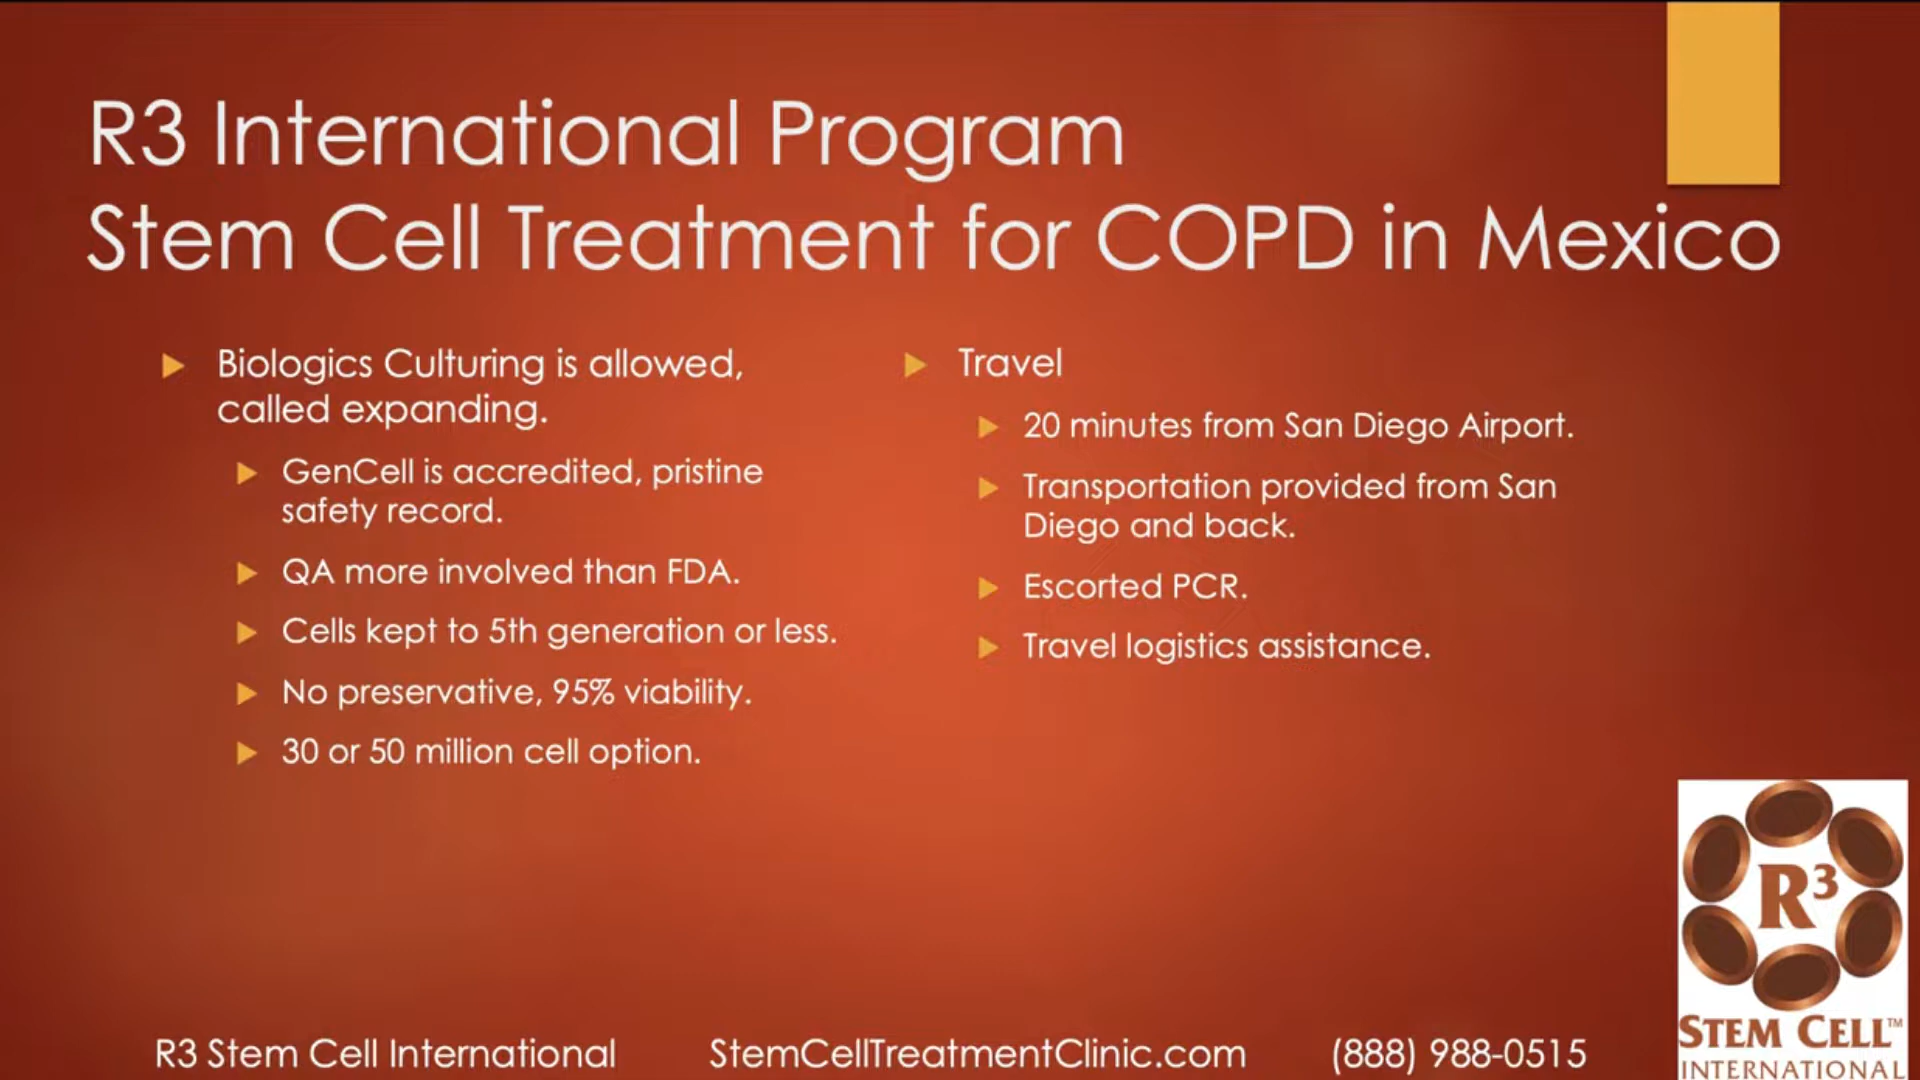 R3 International Program
Stem Cell Treatment for COPD in Mexico
Biologics Culturing is allowed,
called expanding.
GenCell is accredited, pristine
safety record.
QA more involved than FDA.
Cells kept to 5th generation or less.
No preservative, 95% viability.
30 or 50 million cell option.
Travel
20 minutes from San Diego Airport.
Transportation provided from San
Diego and back.
Escorted PCR.
Travel logistics assistance.
R3
STEM CELL™
INTERNATIONAL
R3 Stem Cell International
StemCellTreatmentClinic.com
(888) 988-0515